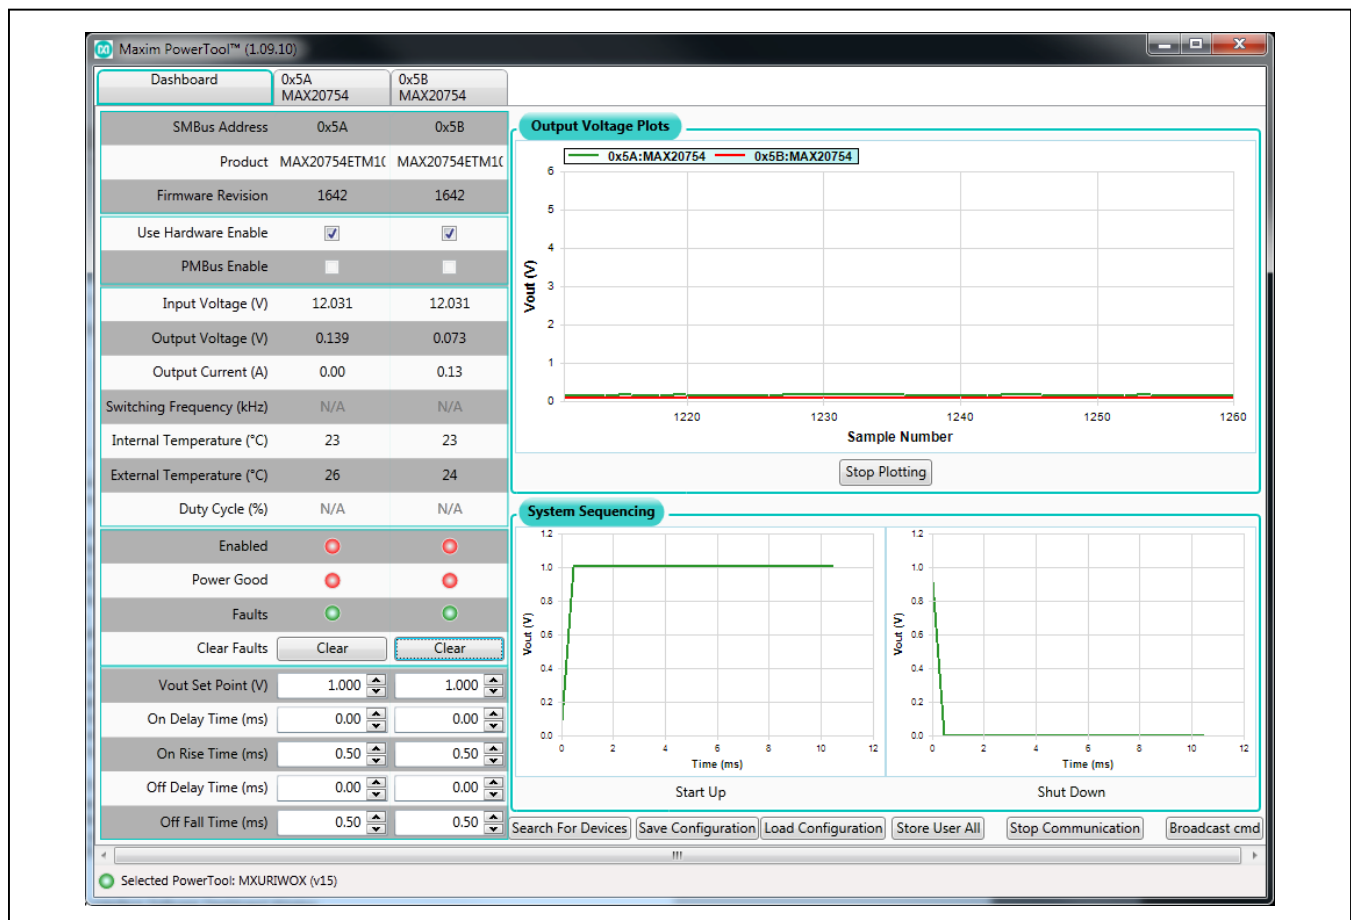 Maxim PowerTool™ (1.09.10)
Dashboard
0x5A
MAX20754
0x5B
MAX20754
SMBus Address 0x5A 0x5B
Product MAX20754ETM1( MAX20754ETM1(
Firmware Revision 1642 1642
Use Hardware Enable
PMBus Enable
Input Voltage (V) 12.031 12.031
Output Voltage (V) 0.139 0.073
Output Current (A) 0.00 0.13
Switching Frequency (kHz) N/A N/A
Internal Temperature (°C) 23 23
External Temperature (°C) 26 24
Duty Cycle (%) N/A N/A
Enabled
Power Good
Faults
Clear Faults Clear Clear
Vout Set Point (V) 1.000 1.000
On Delay Time (ms) 0.00 0.00
On Rise Time (ms) 0.50 0.50
Off Delay Time (ms) 0.00 0.00
Off Fall Time (ms) 0.50 0.50
Output Voltage Plots
0x5A:MAX20754 0x5B:MAX20754
6
5
4
3
2
1
0
Vout (V)
1220 1230 1240 1250 1260
Sample Number
Stop Plotting
System Sequencing
1.2
1.0
0.8
0.6
0.4
0.2
0.0
Vout (V)
0 2 4 6 8 10 12
Time (ms)
Start Up
1.2
1.0
0.8
0.6
0.4
0.2
0.0
Vout (V)
0 2 4 6 8 10 12
Time (ms)
Shut Down
Search For Devices Save Configuration Load Configuration Store User All Stop Communication Broadcast cmd
Selected PowerTool: MXURIWOX (v15)